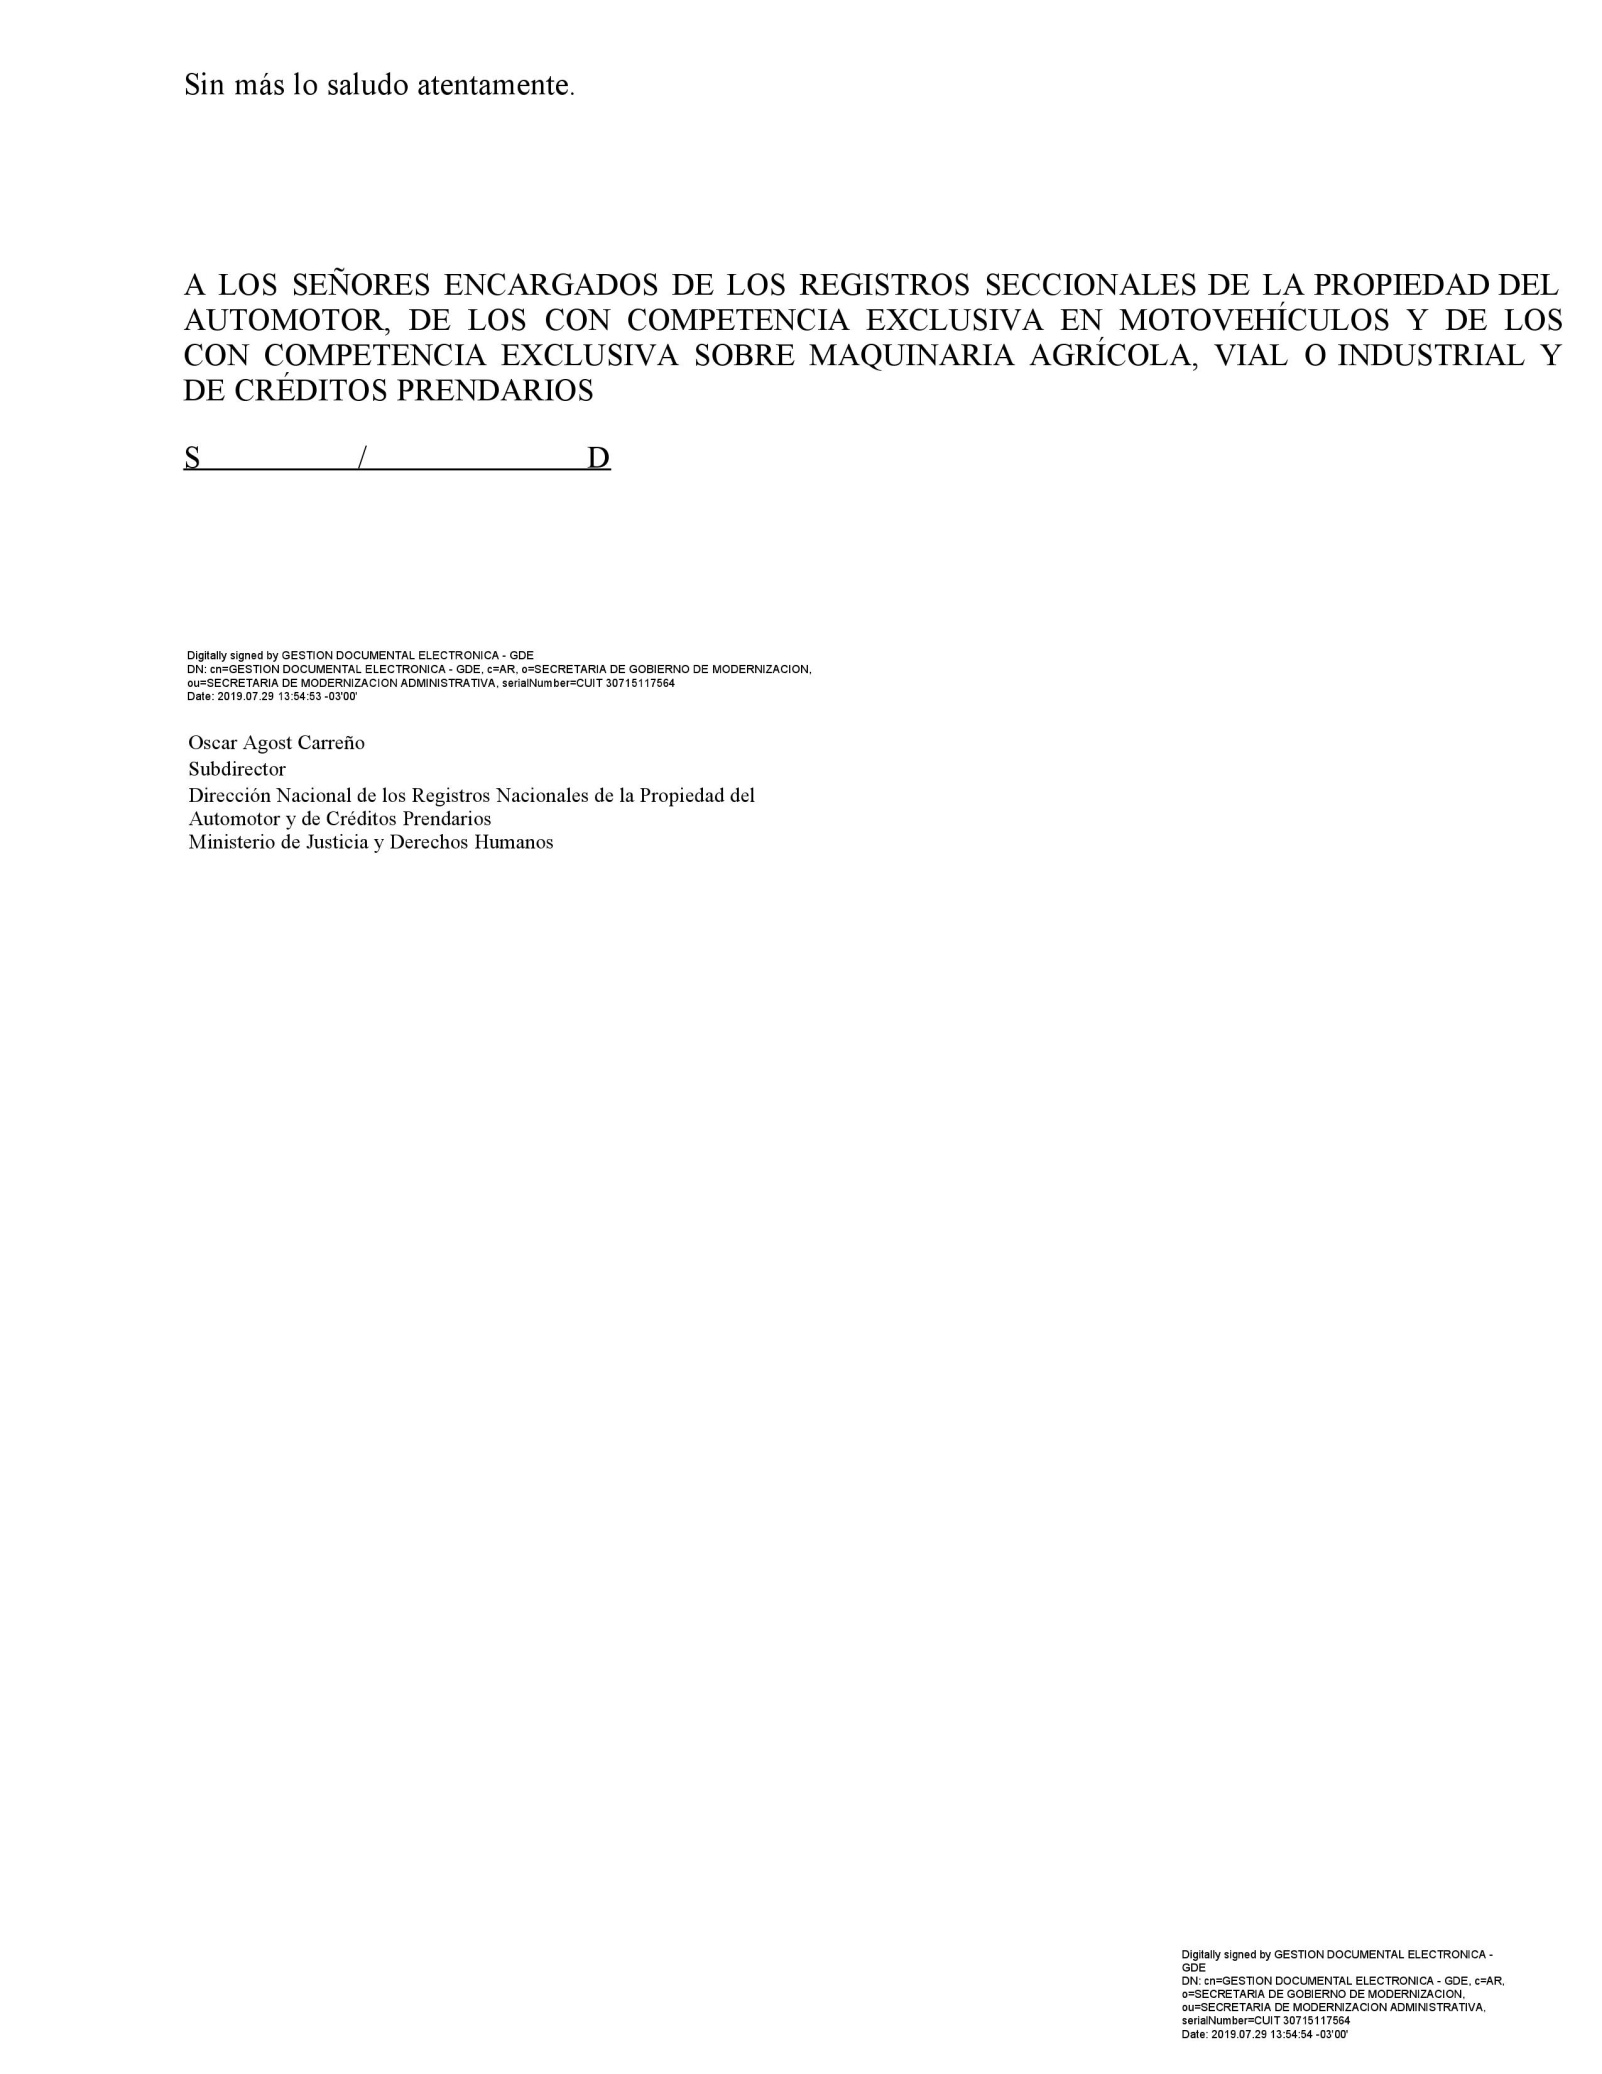 Sin más lo saludo atentamente.
A LOS SEÑORES ENCARGADOS DE LOS REGISTROS SECCIONALES DE LA PROPIEDAD DEL
AUTOMOTOR, DE LOS CON COMPETENCIA EXCLUSIVA EN MOTOVEHÍCULOS Y DE LOS
CON COMPETENCIA EXCLUSIVA SOBRE MAQUINARIA AGRÍCOLA, VIAL O INDUSTRIAL Y
DE CRÉDITOS PRENDARIOS
S / D
Digitally signed by GESTION DOCUMENTAL ELECTRONICA - GDE
DN: cn=GESTION DOCUMENTAL ELECTRONICA - GDE, c=AR, o=SECRETARIA DE GOBIERNO DE MODERNIZACION,
ou=SECRETARIA DE MODERNIZACION ADMINISTRATIVA, serialNumber=CUIT 30715117564
Date: 2019.07.29 13:54:53 -03'00'
Oscar Agost Carreño
Subdirector
Dirección Nacional de los Registros Nacionales de la Propiedad del
Automotor y de Créditos Prendarios
Ministerio de Justicia y Derechos Humanos
Digitally signed by GESTION DOCUMENTAL ELECTRONICA -
GDE
DN: cn=GESTION DOCUMENTAL ELECTRONICA - GDE, c=AR,
o=SECRETARIA DE GOBIERNO DE MODERNIZACION,
ou=SECRETARIA DE MODERNIZACION ADMINISTRATIVA,
serialNumber=CUIT 30715117564
Date: 2019.07.29 13:54:54 -03'00'